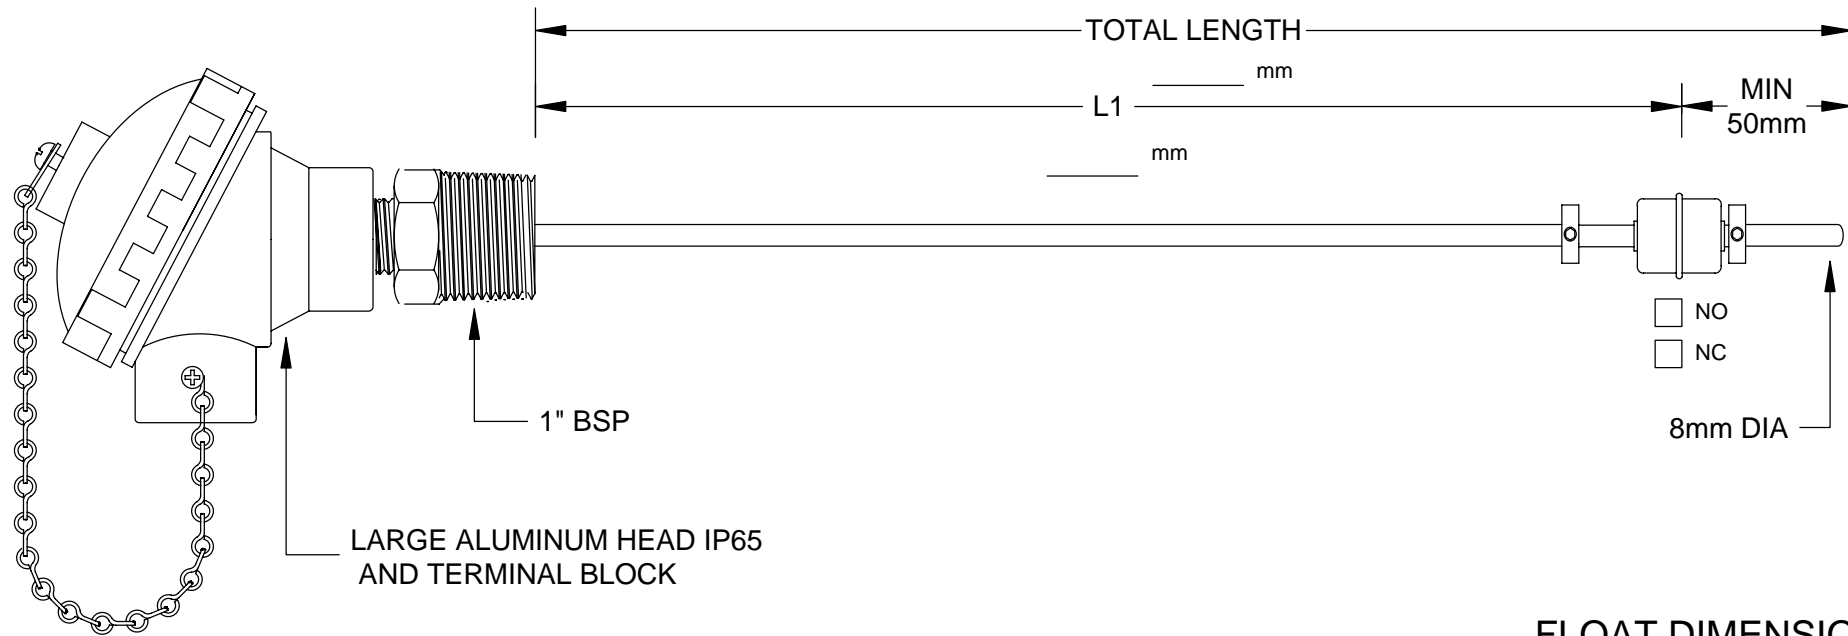 TOTAL LENGTH
mm
L1
MIN
50mm
mm
NO
NC
1" BSP
8mm DIA
LARGE ALUMINUM HEAD IP65
AND TERMINAL BLOCK